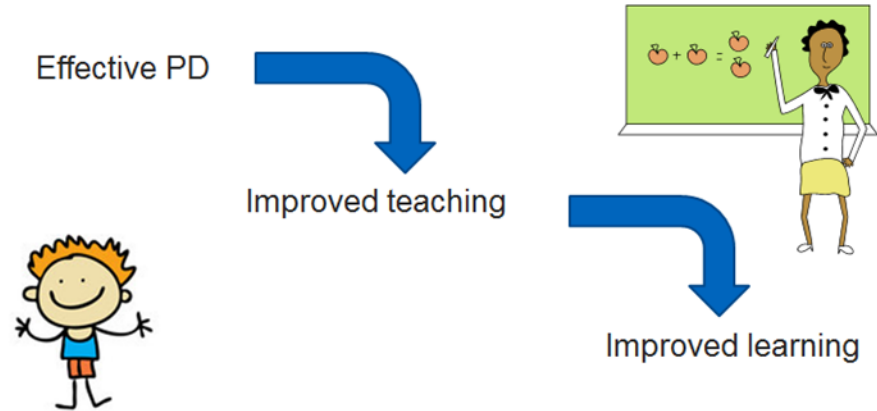 Effective PD
+ =
Improved teaching
Improved learning